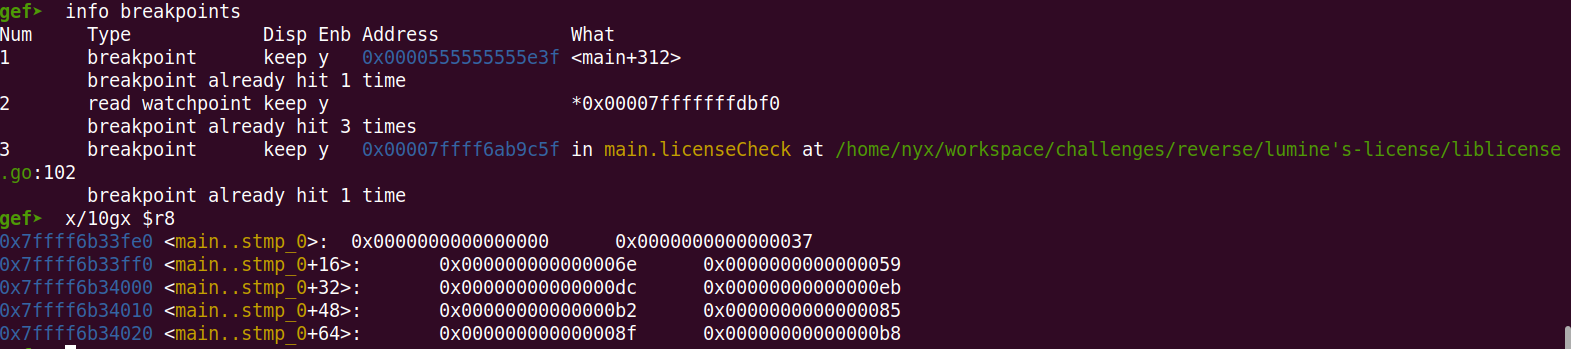 gef➤  info breakpoints
Num     Type           Disp Enb Address            What
1       breakpoint     keep y   0x0000555555555e3f <main+312>
        breakpoint already hit 1 time
2       read watchpoint keep y                      *0x00007fffffffdbf0
        breakpoint already hit 3 times
3       breakpoint     keep y   0x00007ffff6ab9c5f in main.licenseCheck at /home/nyx/workspace/challenges/reverse/lumine's-license/liblicense
.go:102
        breakpoint already hit 1 time
gef➤  x/10gx $r8
0x7ffff6b33fe0 <main..stmp_0>:  0x0000000000000000      0x0000000000000037
0x7ffff6b33ff0 <main..stmp_0+16>:       0x000000000000006e      0x0000000000000059
0x7ffff6b34000 <main..stmp_0+32>:       0x00000000000000dc      0x00000000000000eb
0x7ffff6b34010 <main..stmp_0+48>:       0x00000000000000b2      0x0000000000000085
0x7ffff6b34020 <main..stmp_0+64>:       0x000000000000008f      0x00000000000000b8